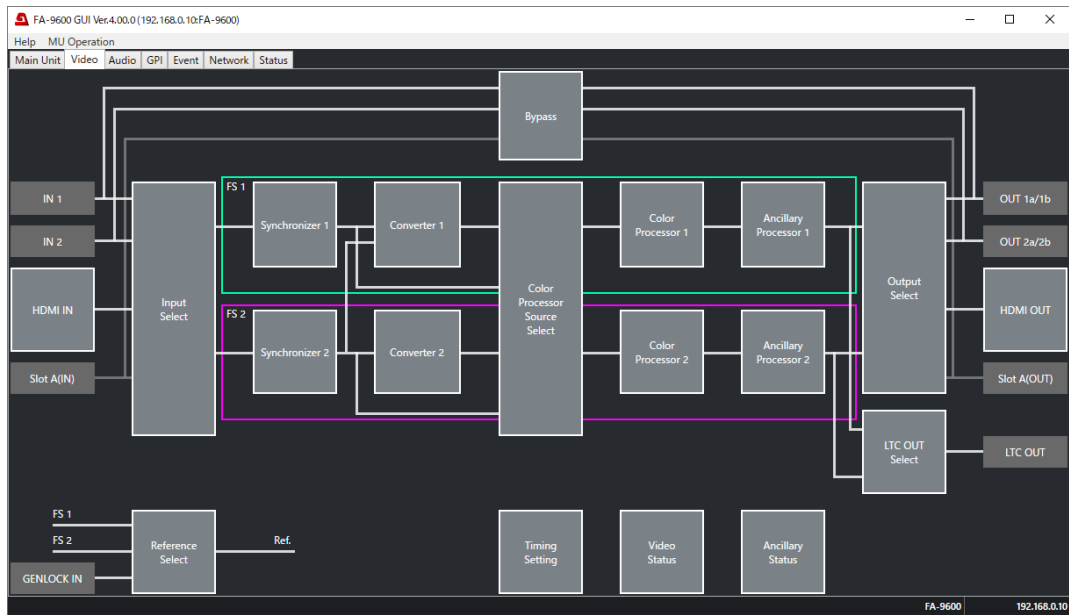 FA-9600 GUI Ver.4.00.0 (192.168.0.10:FA-9600)
Help MU Operation
Main Unit Video Audio GPI Event Network Status
Bypass
IN 1
IN 2
HDMI IN
Slot A(IN)
Input
Select
FS 1
Synchronizer 1
Converter 1
FS 2
Synchronizer 2
Converter 2
Color
Processor
Source
Select
Color
Processor 1
Ancillary
Processor 1
Color
Processor 2
Ancillary
Processor 2
Output
Select
OUT 1a/1b
OUT 2a/2b
HDMI OUT
Slot A(OUT)
LTC OUT
Select
LTC OUT
FS 1
FS 2
GENLOCK IN
Reference
Select
Ref.
Timing
Setting
Video
Status
Ancillary
Status
FA-9600 192.168.0.10